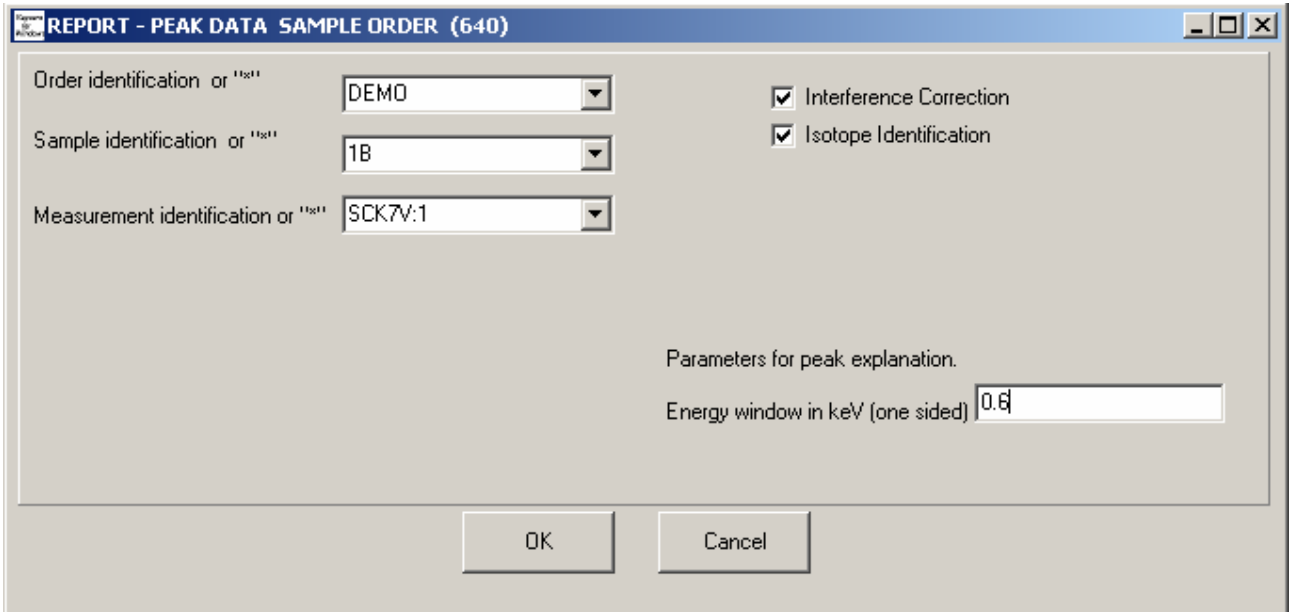 REPORT - PEAK DATA SAMPLE ORDER (640)
Order identification or "*"
DEMO
Interference Correction
Sample identification or "*"
1B
Isotope Identification
Measurement identification or "*"
SCK7V:1
Parameters for peak explanation.
Energy window in keV (one sided)
0.6
OK
Cancel